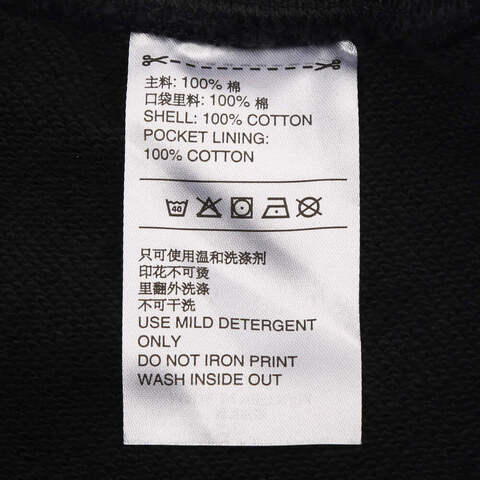 主料: 100% 棉
口袋里料: 100% 棉
SHELL: 100% COTTON
POCKET LINING:
100% COTTON
40
只可使用温和洗涤剂
印花不可烫
里翻外洗涤
不可干洗
USE MILD DETERGENT
ONLY
DO NOT IRON PRINT
WASH INSIDE OUT